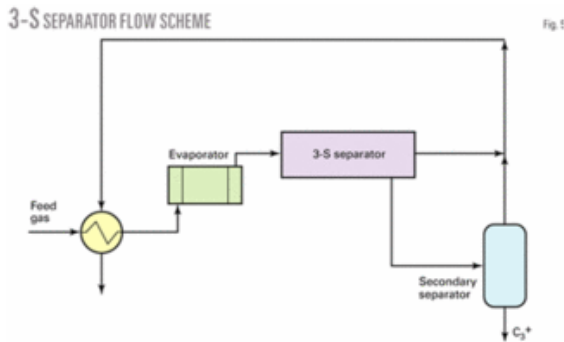 3-S SEPARATOR FLOW SCHEME
Fig. 5
Evaporator
3-S separator
Feed
gas
Secondary
separator
C₃⁺